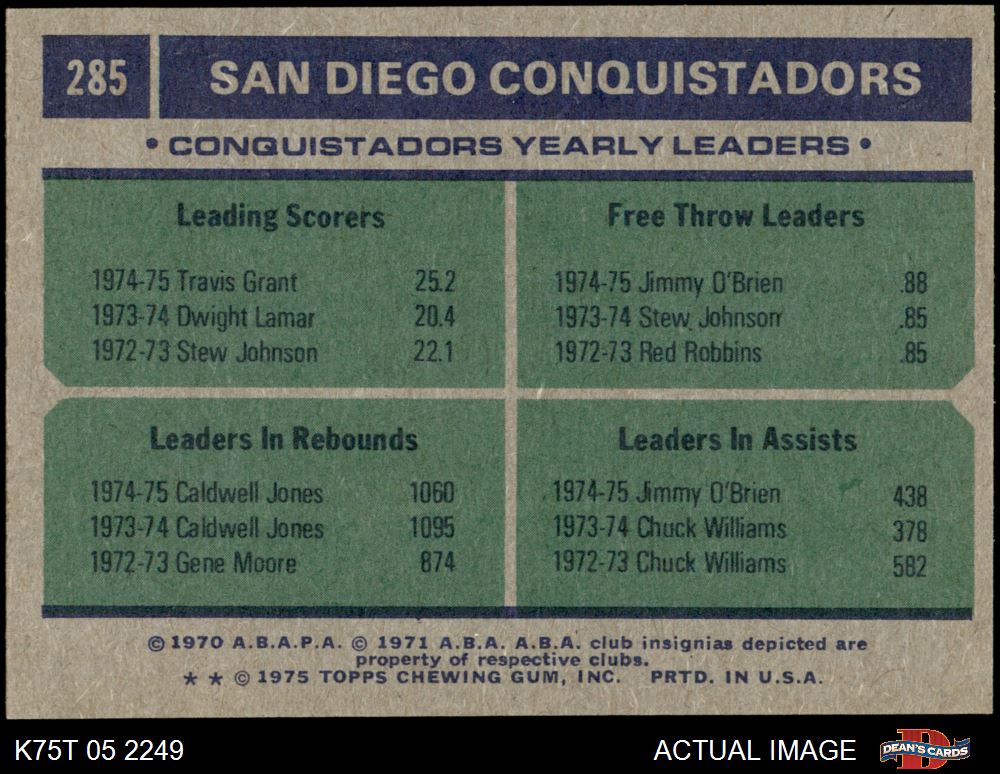 285 SAN DIEGO CONQUISTADORS
• CONQUISTADORS YEARLY LEADERS •
Leading Scorers
1974-75 Travis Grant 25.2
1973-74 Dwight Lamar 20.4
1972-73 Stew Johnson 22.1
Free Throw Leaders
1974-75 Jimmy O'Brien .88
1973-74 Stew Johnson .85
1972-73 Red Robbins .85
Leaders In Rebounds
1974-75 Caldwell Jones 1060
1973-74 Caldwell Jones 1095
1972-73 Gene Moore 874
Leaders In Assists
1974-75 Jimmy O'Brien 438
1973-74 Chuck Williams 378
1972-73 Chuck Williams 582
© 1970 A.B.A.P.A. © 1971 A.B.A. A.B.A. club insignias depicted are
property of respective clubs.
★ ★ © 1975 TOPPS CHEWING GUM, INC. PRTD. IN U.S.A.
K75T 05 2249 ACTUAL IMAGE DEAN'S CARDS